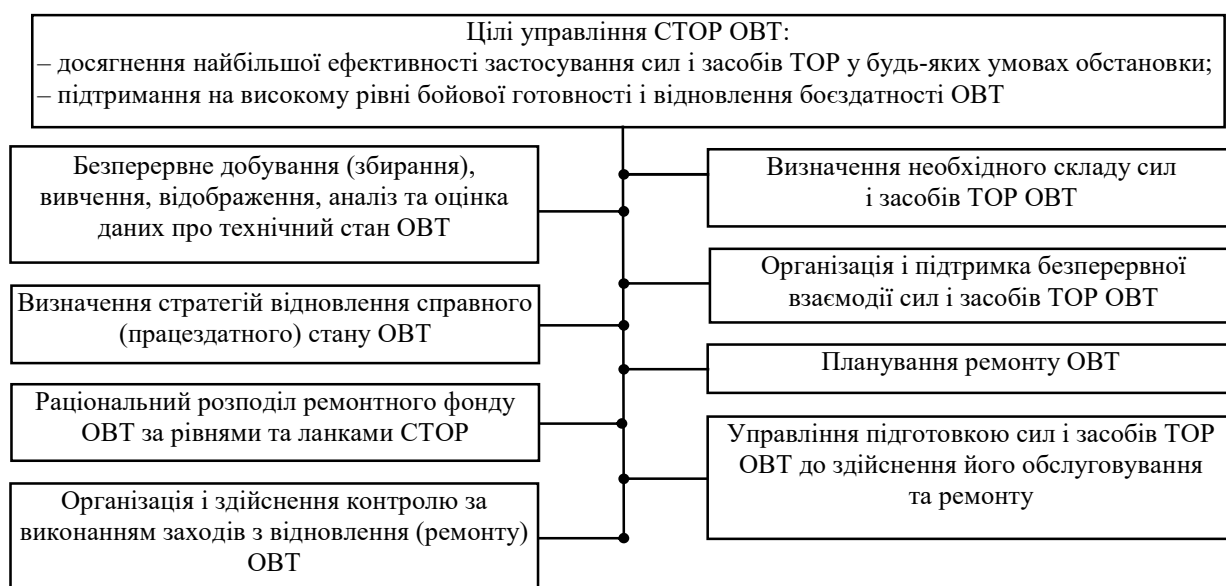 Цілі управління СТОР ОВТ:
– досягнення найбільшої ефективності застосування сил і засобів ТОР у будь-яких умовах обстановки;
– підтримання на високому рівні бойової готовності і відновлення боєздатності ОВТ
Безперервне добування (збирання),
вивчення, відображення, аналіз та оцінка
даних про технічний стан ОВТ
Визначення стратегій відновлення справного
(працездатного) стану ОВТ
Раціональний розподіл ремонтного фонду
ОВТ за рівнями та ланками СТОР
Організація і здійснення контролю за
виконанням заходів з відновлення (ремонту)
ОВТ
Визначення необхідного складу сил
і засобів ТОР ОВТ
Організація і підтримка безперервної
взаємодії сил і засобів ТОР ОВТ
Планування ремонту ОВТ
Управління підготовкою сил і засобів ТОР
ОВТ до здійснення його обслуговування
та ремонту